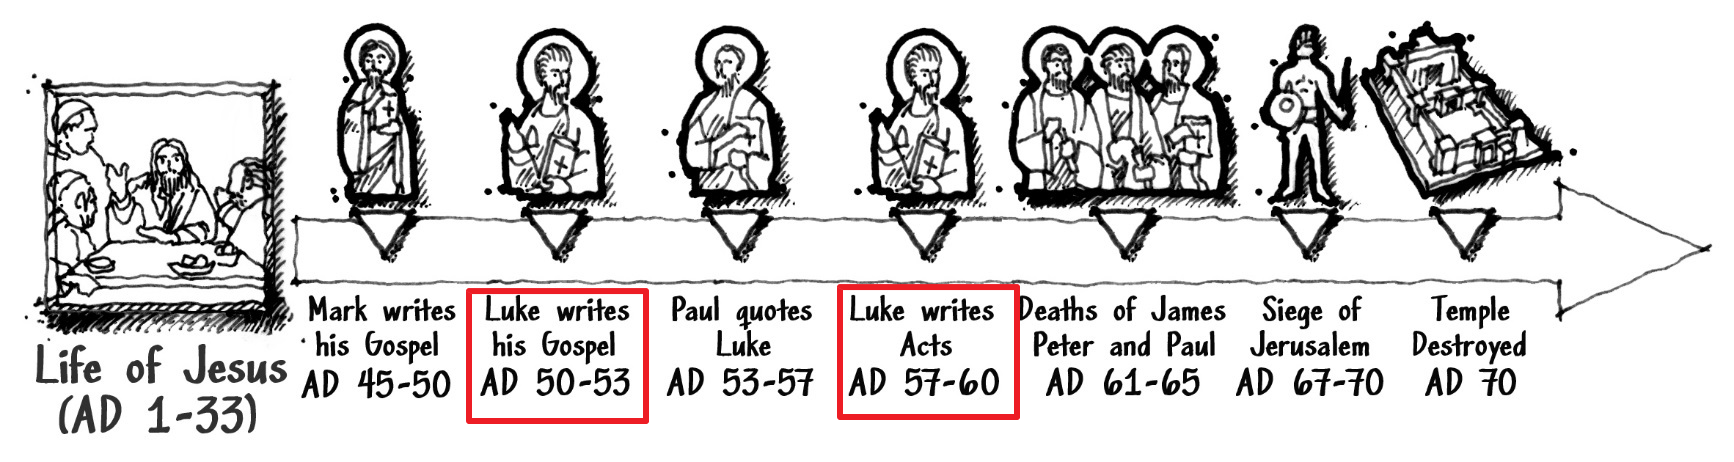 Life of Jesus
(AD 1-33)
Mark writes
his Gospel
AD 45-50
Luke writes
his Gospel
AD 50-53
Paul quotes
Luke
AD 53-57
Luke writes
Acts
AD 57-60
Deaths of James
Peter and Paul
AD 61-65
Siege of
Jerusalem
AD 67-70
Temple
Destroyed
AD 70